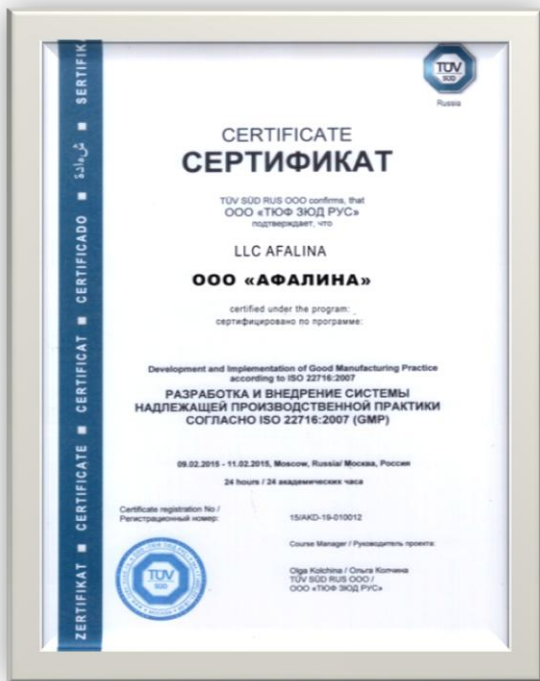 TÜV
SÜD
Russia
CERTIFICATE
СЕРТИФИКАТ
TÜV SÜD RUS OOO confirms, that
ООО «ТЮФ ЗЮД РУС»
подтверждает, что
LLC AFALINA
ООО «АФАЛИНА»
certified under the program:
сертифицировано по программе:
Development and Implementation of Good Manufacturing Practice
according to ISO 22716:2007
РАЗРАБОТКА И ВНЕДРЕНИЕ СИСТЕМЫ
НАДЛЕЖАЩЕЙ ПРОИЗВОДСТВЕННОЙ ПРАКТИКИ
СОГЛАСНО ISO 22716:2007 (GMP)
09.02.2015 - 11.02.2015, Moscow, Russia/ Москва, Россия
24 hours / 24 академических часа
Certificate registration No /
Регистрационный номер:
15/AKD-19-010012
Course Manager / Руководитель проекта:
Olga Kolchina / Ольга Колчина
TÜV SÜD RUS OOO /
ООО «ТЮФ ЗЮД РУС»
TÜV
SÜD
ZERTIFIKAT ■ CERTIFICATE ■ CERTIFICAT ■ CERTIFICADO ■ شهادة ■ SERTIFIK